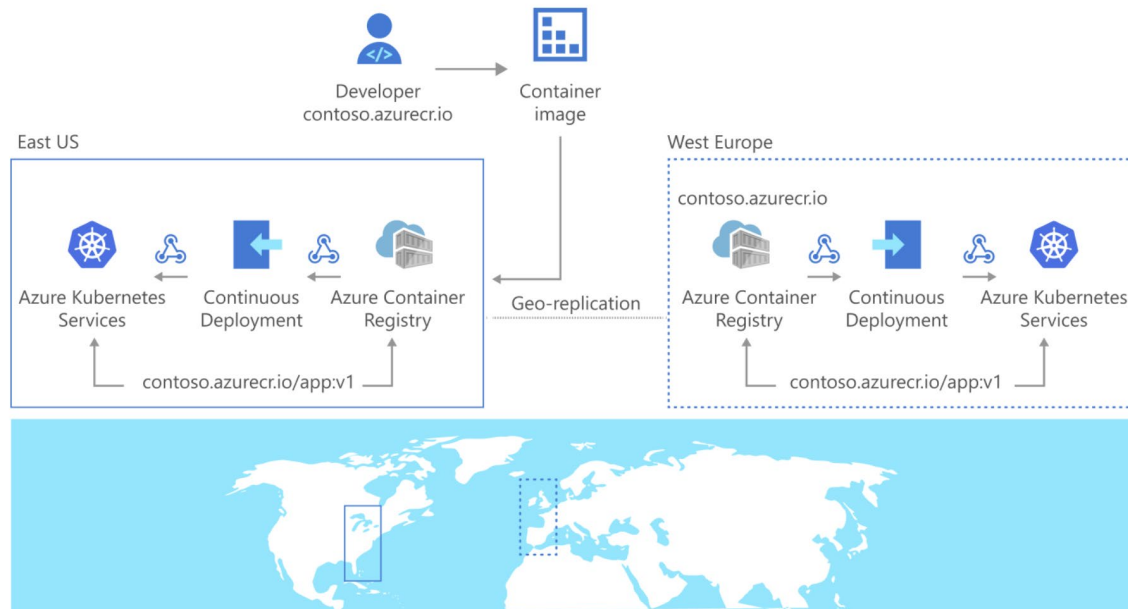 Developer
contoso.azurecr.io
Container
image
East US
West Europe
contoso.azurecr.io
Azure Kubernetes
Services
Continuous
Deployment
Azure Container
Registry
Geo-replication
Azure Container
Registry
Continuous
Deployment
Azure Kubernetes
Services
contoso.azurecr.io/app:v1
contoso.azurecr.io/app:v1